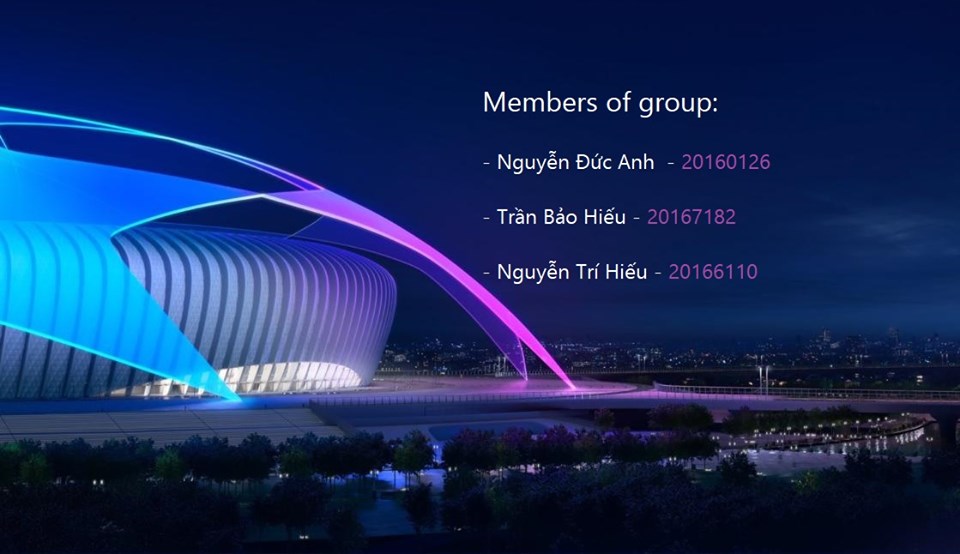 Members of group:
- Nguyễn Đức Anh - 20160126
- Trần Bảo Hiếu - 20167182
- Nguyễn Trí Hiếu - 20166110